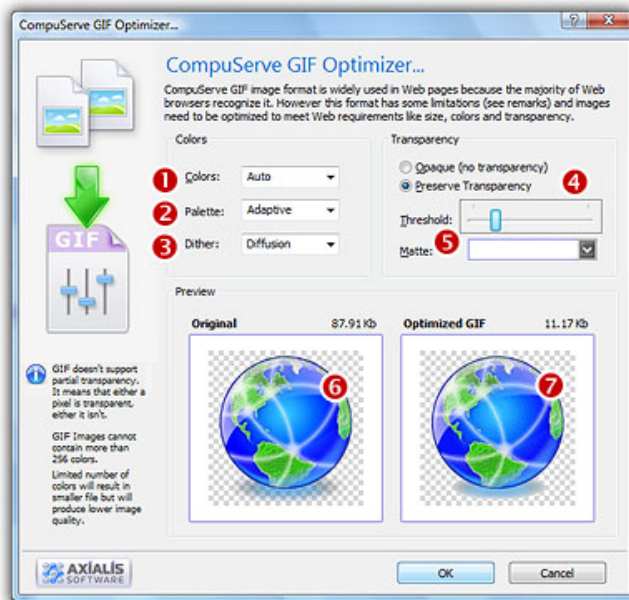 CompuServe GIF Optimizer...
CompuServe GIF Optimizer...
CompuServe GIF image format is widely used in Web pages because the majority of Web
browsers recognize it. However this format has some limitations (see remarks) and images
need to be optimized to meet Web requirements like size, colors and transparency.
Colors
1 Colors: Auto
2 Palette: Adaptive
3 Dither: Diffusion
Transparency
Opaque (no transparency)
Preserve Transparency 4
Threshold:
5 Matte:
GIF
Preview
Original 87.91 Kb
Optimized GIF 11.17 Kb
6
7
GIF doesn't support
partial transparency.
It means that either a
pixel is transparent,
either it isn't.
GIF Images cannot
contain more than
256 colors.
Limited number of
colors will result in
smaller file but will
produce lower image
quality.
AXIALIS
SOFTWARE
OK
Cancel